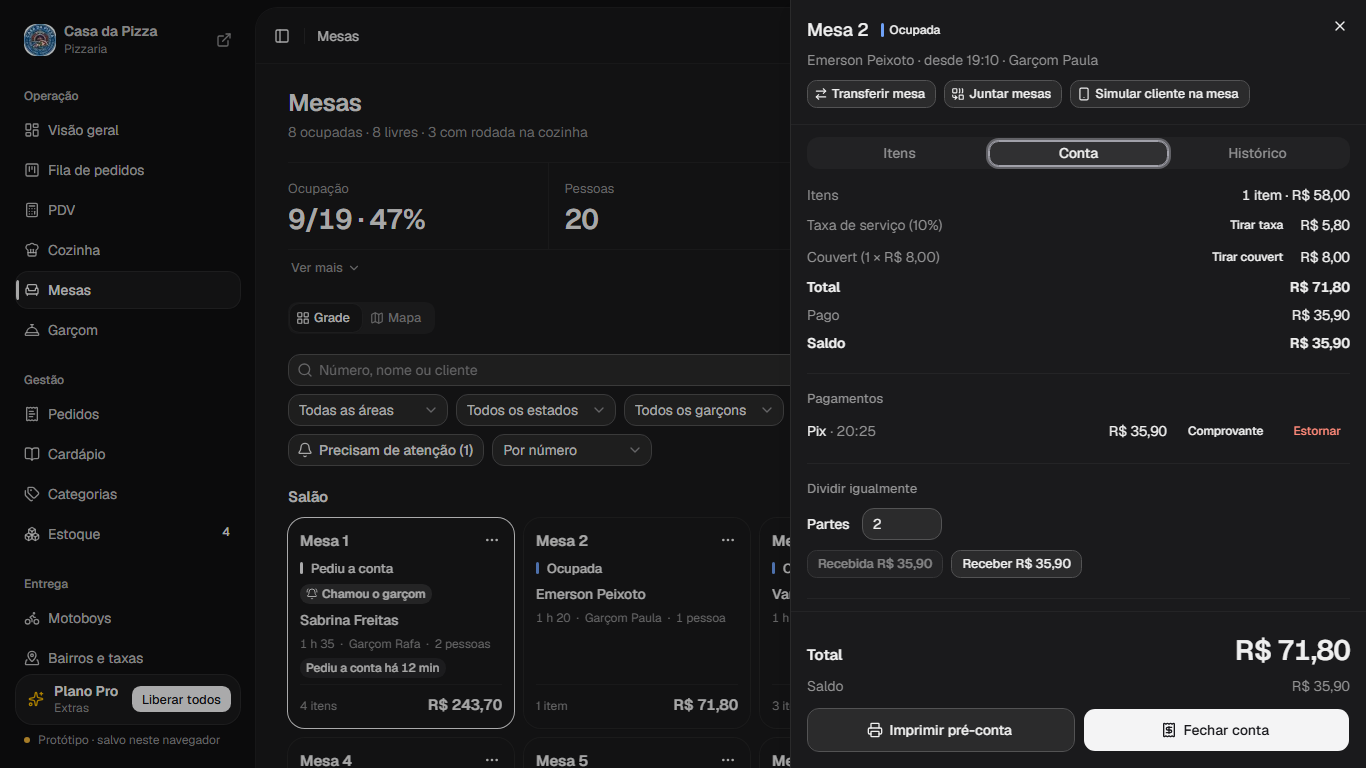 Casa da Pizza
Pizzaria
Operação
Visão geral
Fila de pedidos
PDV
Cozinha
Mesas
Garçom
Gestão
Pedidos
Cardápio
Categorias
Estoque 4
Entrega
Motoboys
Bairros e taxas
Plano Pro
Extras
Liberar todos
Protótipo · salvo neste navegador
Mesas
Mesas
8 ocupadas · 8 livres · 3 com rodada na cozinha
Ocupação
9/19 · 47%
Pessoas
20
Ver mais
Grade
Mapa
Número, nome ou cliente
Todas as áreas
Todos os estados
Todos os garçons
Precisam de atenção (1)
Por número
Salão
Mesa 1
Pediu a conta
Chamou o garçom
Sabrina Freitas
1 h 35 · Garçom Rafa · 2 pessoas
Pediu a conta há 12 min
4 itens R$ 243,70
Mesa 2
Ocupada
Emerson Peixoto
1 h 20 · Garçom Paula · 1 pessoa
1 item R$ 71,80
Mesa 4
Mesa 5
Mesa 2
Ocupada
Emerson Peixoto · desde 19:10 · Garçom Paula
Transferir mesa
Juntar mesas
Simular cliente na mesa
Itens
Conta
Histórico
Itens 1 item · R$ 58,00
Taxa de serviço (10%) Tirar taxa R$ 5,80
Couvert (1 × R$ 8,00) Tirar couvert R$ 8,00
Total R$ 71,80
Pago R$ 35,90
Saldo R$ 35,90
Pagamentos
Pix · 20:25 R$ 35,90 Comprovante Estornar
Dividir igualmente
Partes 2
Recebida R$ 35,90
Receber R$ 35,90
Total R$ 71,80
Saldo R$ 35,90
Imprimir pré-conta
Fechar conta